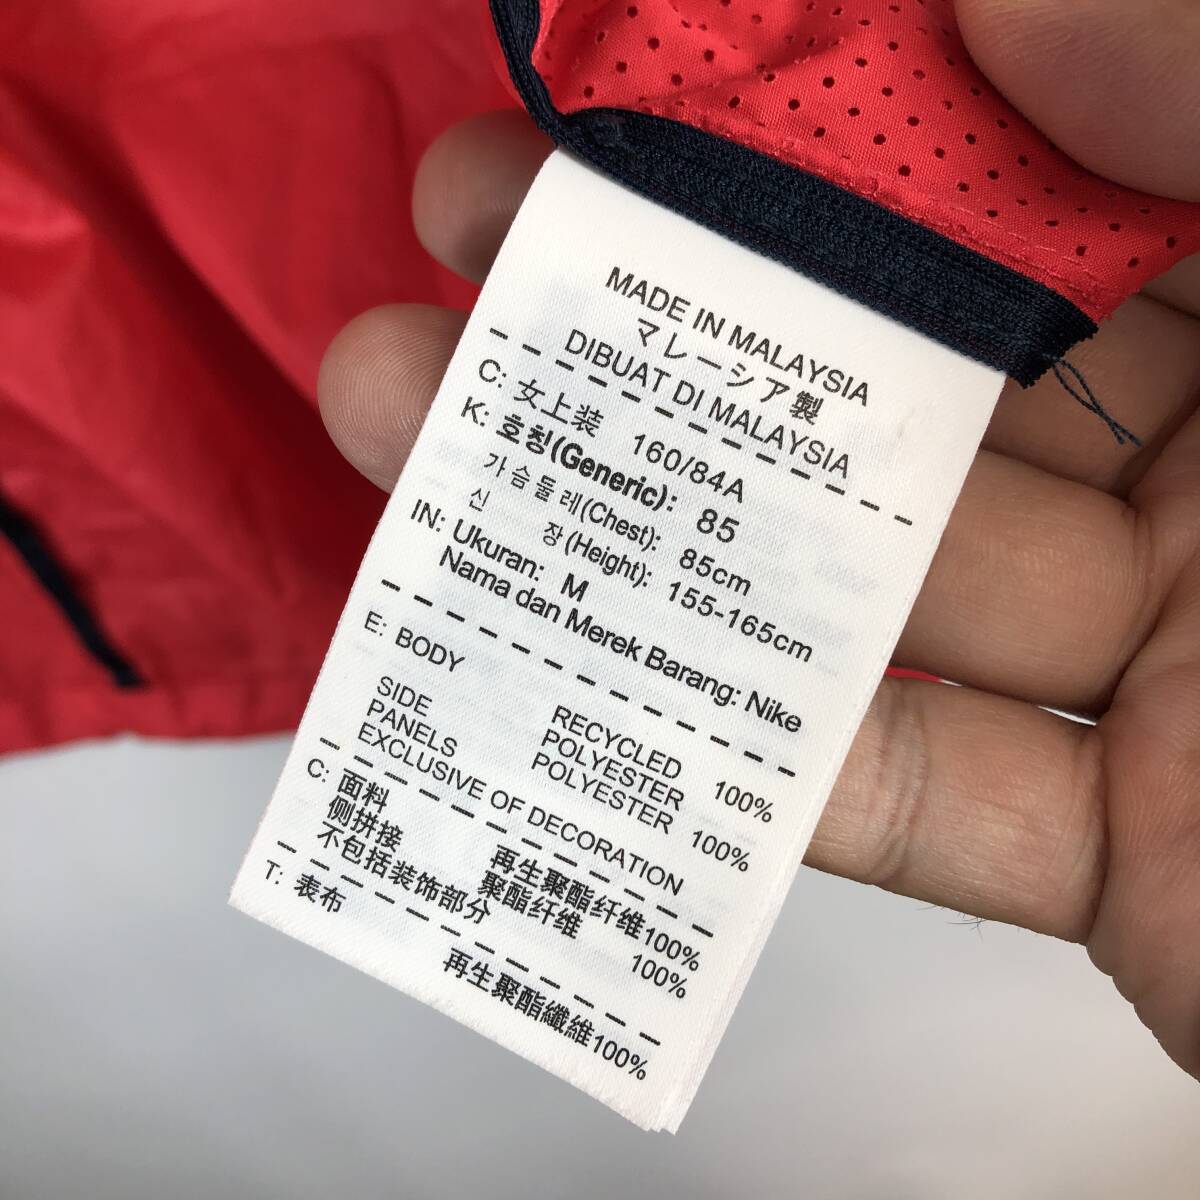 MADE IN MALAYSIA
マレーシア製
DIBUAT DI MALAYSIA
C: 女上装 160/84A
K: 호칭(Generic): 85
가슴둘레(Chest): 85cm
신 장(Height): 155-165cm
IN: Ukuran: M
Nama dan Merek Barang: Nike
E: BODY
RECYCLED
POLYESTER 100%
SIDE
PANELS POLYESTER 100%
EXCLUSIVE OF DECORATION
C: 面料 再生聚酯纤维100%
侧拼接 聚酯纤维 100%
不包括装饰部分
T: 表布
再生聚酯纖維100%